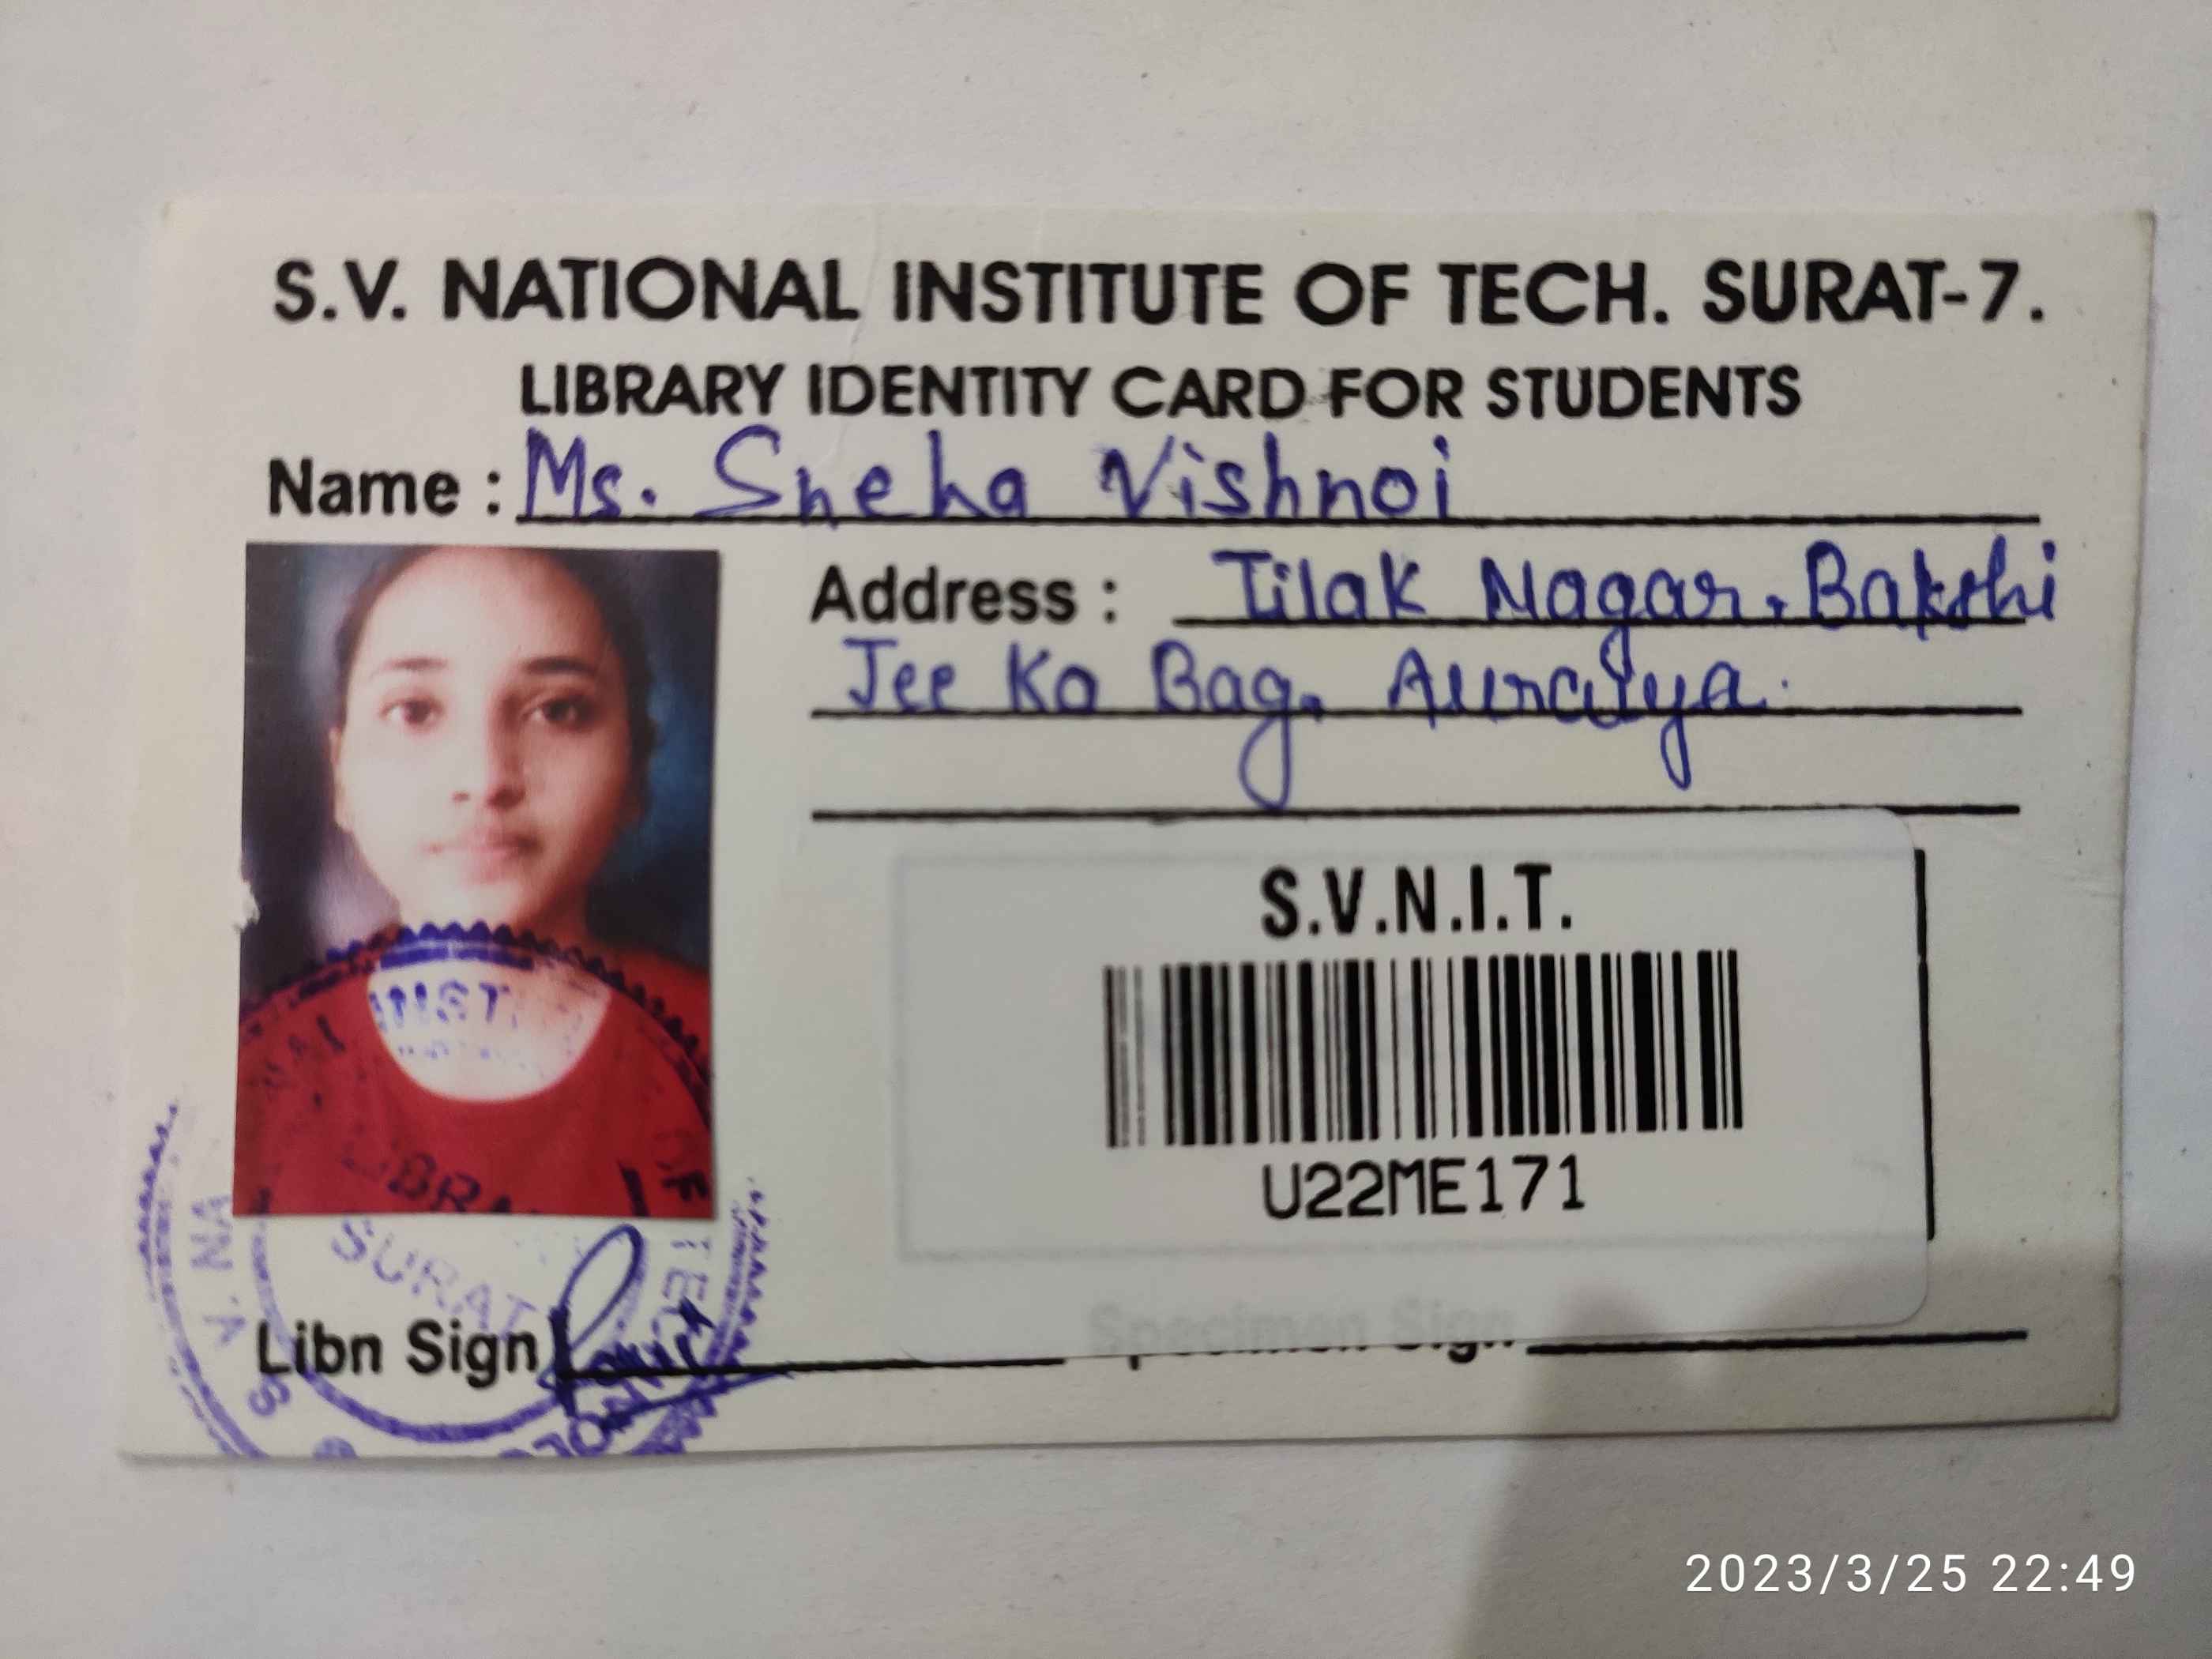 S.V. NATIONAL INSTITUTE OF TECH. SURAT-7.
LIBRARY IDENTITY CARD FOR STUDENTS
Name : Ms. Sneha Vishnoi
Address : Tilak Nagar, Bakshi
Jee Ka Bag, Auraiya.
S.V.N.I.T.
U22ME171
SURAT
Libn Sign
Specimen Sign
2023/3/25 22:49